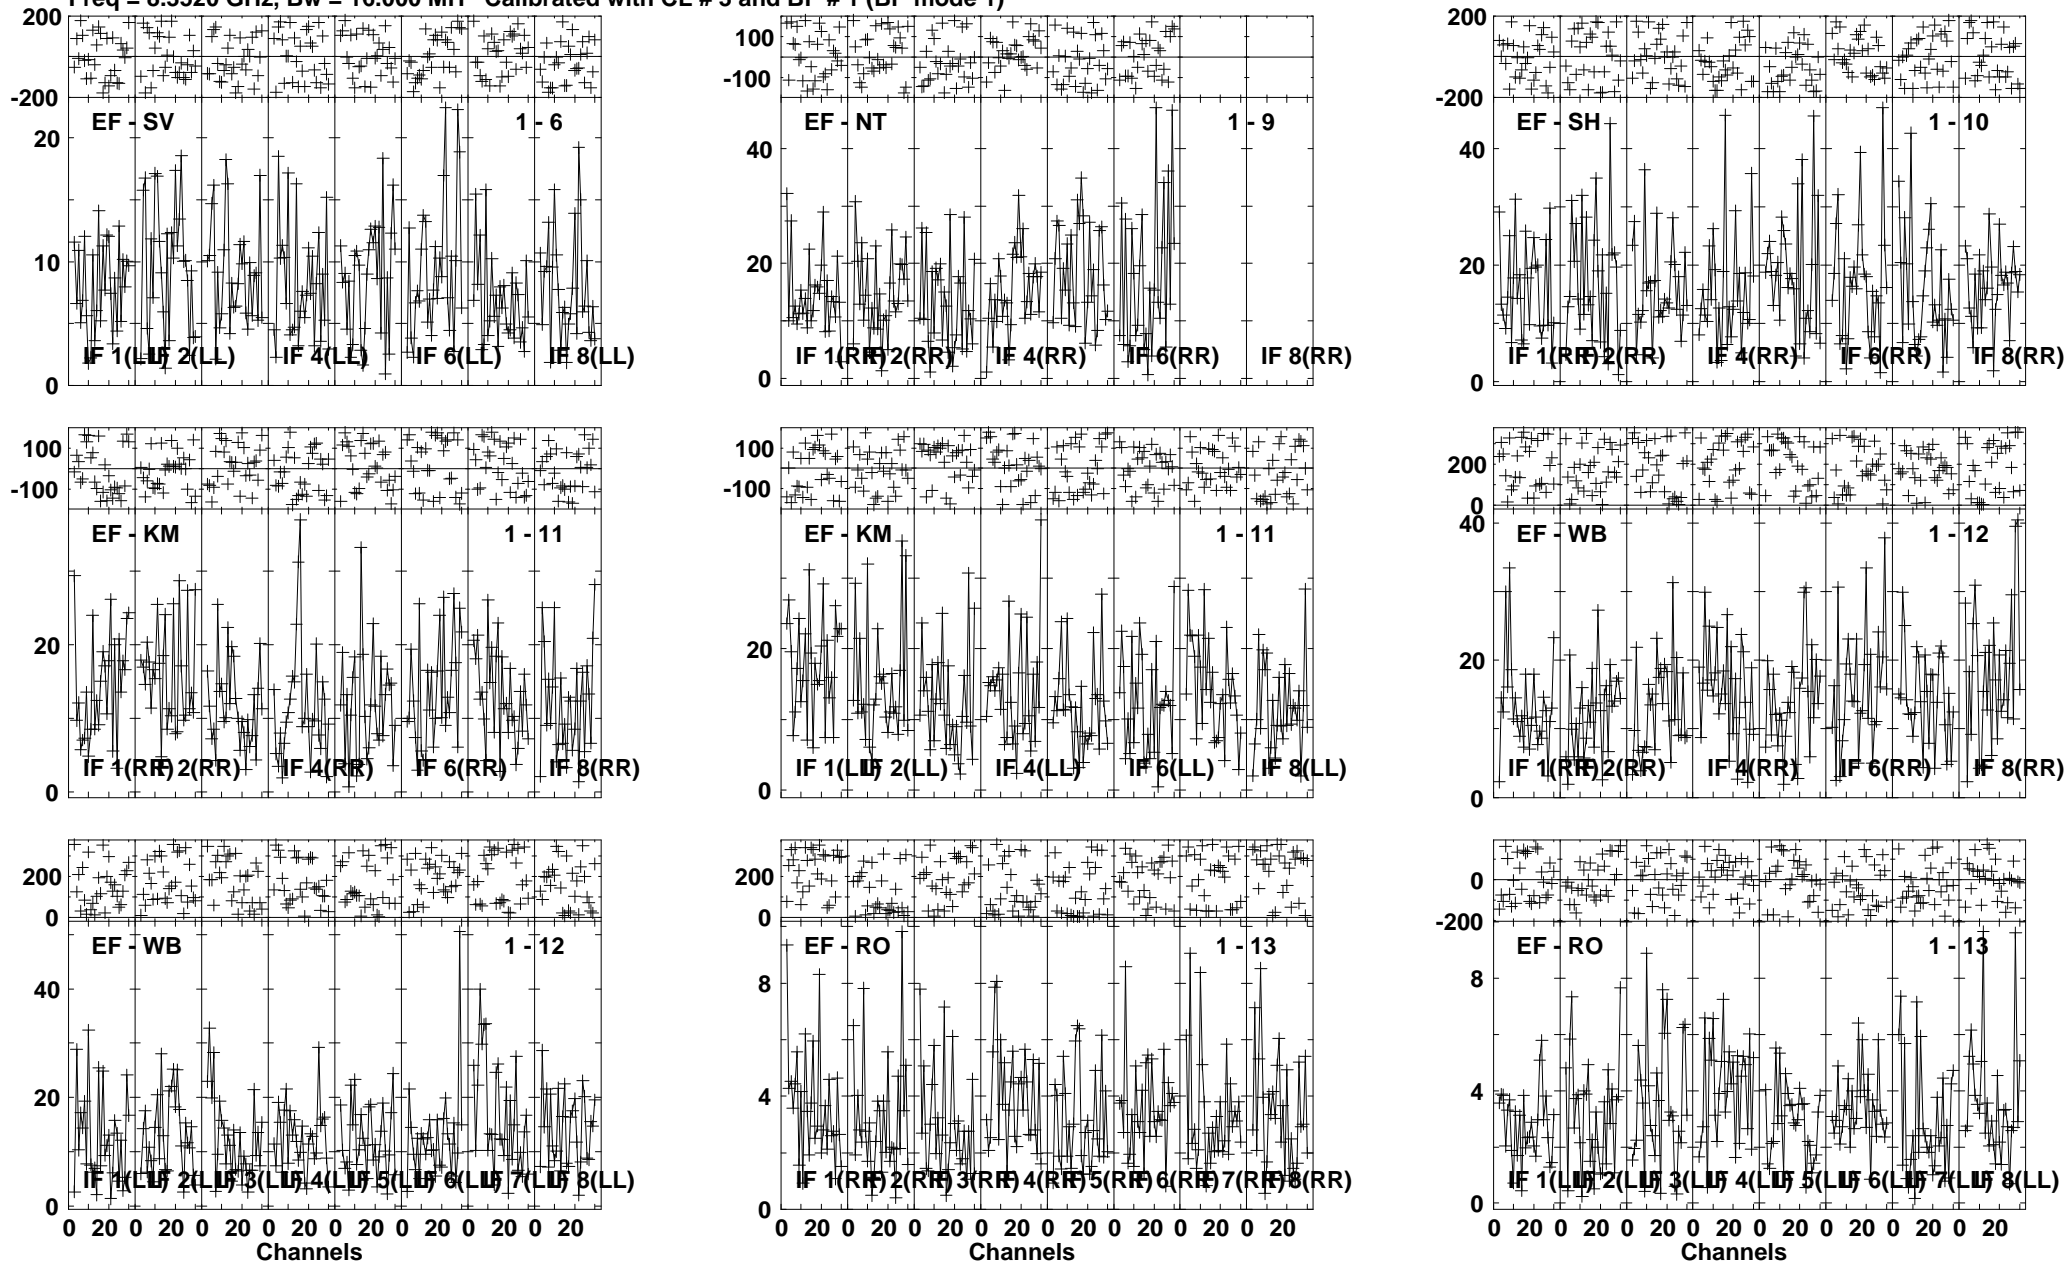 = 16.000 Calibrated with # 3 and # 1 mode 1)
200
-200
EF - SV 1 - 6
20
10
0
IF 1(LL) IF 2(LL) IF 4(LL) IF 6(LL) IF 8(LL)
100
-100
EF - NT 1 - 9
40
20
0
IF 1(RR) IF 2(RR) IF 4(RR) IF 6(RR) IF 8(RR)
200
-200
EF - SH 1 - 10
40
20
0
IF 1(RR) IF 2(RR) IF 4(RR) IF 6(RR) IF 8(RR)
100
-100
EF - KM 1 - 11
20
0
IF 1(RR) IF 2(RR) IF 4(RR) IF 6(RR) IF 8(RR)
100
-100
EF - KM 1 - 11
20
0
IF 1(LL) IF 2(LL) IF 4(LL) IF 6(LL) IF 8(LL)
200
0
EF - WB 1 - 12
40
20
0
IF 1(RR) IF 2(RR) IF 4(RR) IF 6(RR) IF 8(RR)
200
0
EF - WB 1 - 12
40
20
0
IF 1(LL) IF 2(LL) IF 3(LL) IF 4(LL) IF 5(LL) IF 6(LL) IF 7(LL) IF 8(LL)
0 20 0 20 0 20 0 20 0 20 0 20 0 20 0 20
Channels
200
0
EF - RO 1 - 13
8
4
0
IF 1(RR) IF 2(RR) IF 3(RR) IF 4(RR) IF 5(RR) IF 6(RR) IF 7(RR) IF 8(RR)
0 20 0 20 0 20 0 20 0 20 0 20 0 20 0 20
Channels
0
-200
EF - RO 1 - 13
8
4
0
IF 1(LL) IF 2(LL) IF 3(LL) IF 4(LL) IF 5(LL) IF 6(LL) IF 7(LL) IF 8(LL)
0 20 0 20 0 20 0 20 0 20 0 20 0 20 0 20
Channels